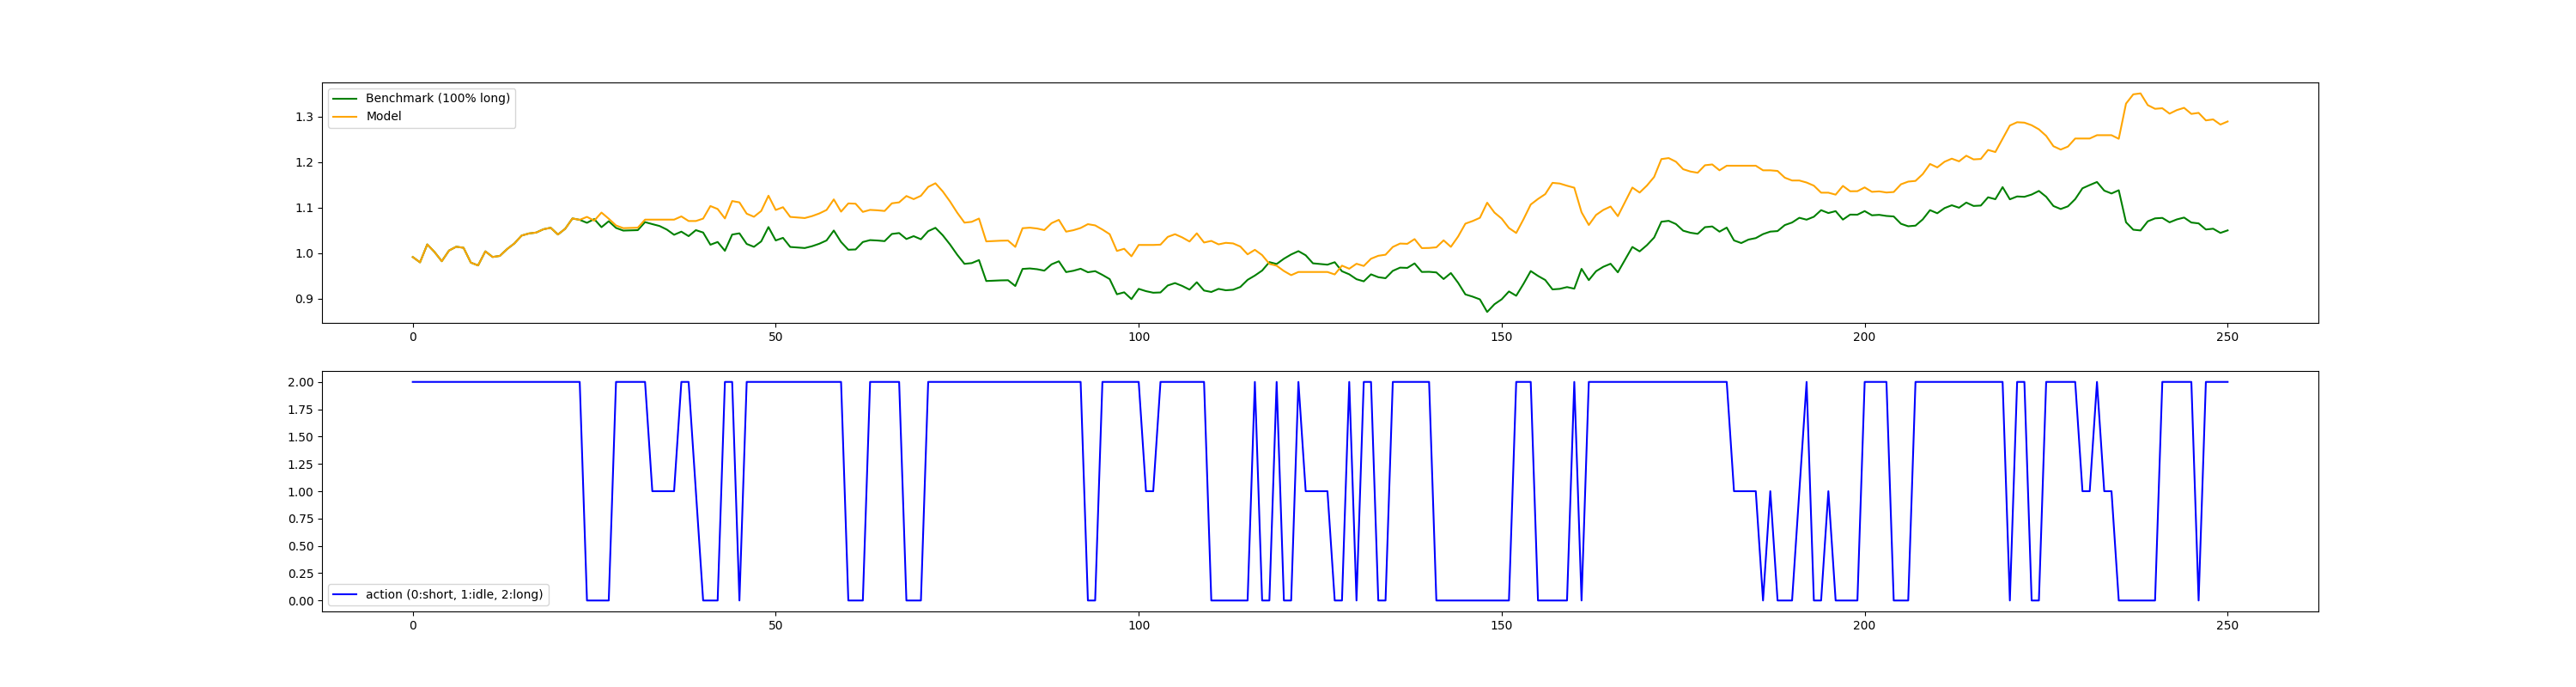 Benchmark (100% long)
Model
1.3
1.2
1.1
1.0
0.9
0 50 100 150 200 250
2.00
1.75
1.50
1.25
1.00
0.75
0.50
0.25
0.00
action (0:short, 1:idle, 2:long)
0 50 100 150 200 250